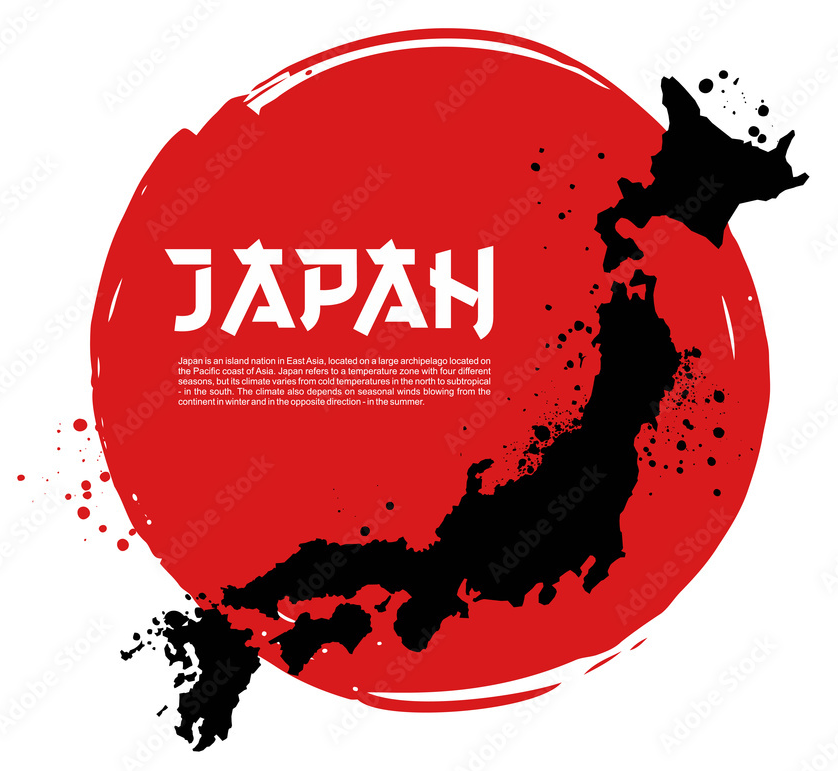 JAPAN
Japan is an island nation in East Asia, located on a large archipelago located on
the Pacific coast of Asia. Japan refers to a temperature zone with four different
seasons, but its climate varies from cold temperatures in the north to subtropical
- in the south. The climate also depends on seasonal winds blowing from the
continent in winter and in the opposite direction - in the summer.
Adobe Stock